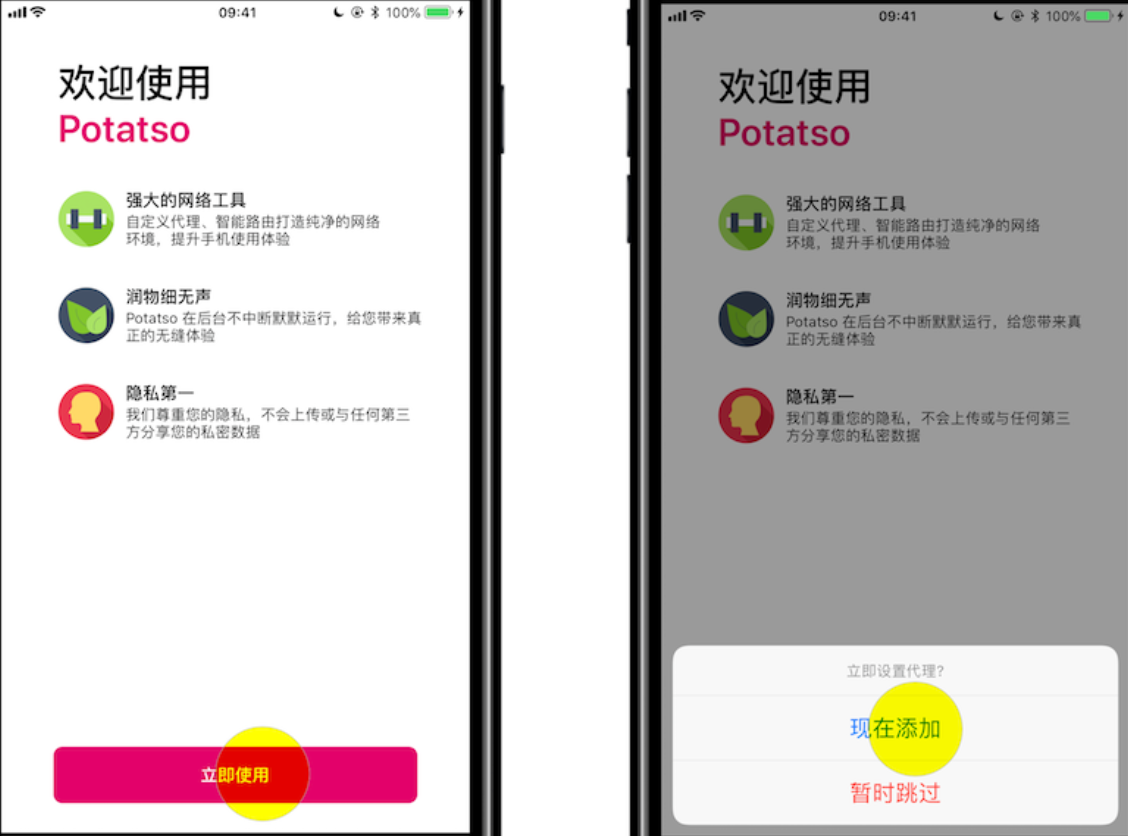 09:41
100%
欢迎使用
Potatso
强大的网络工具
自定义代理、智能路由打造纯净的网络
环境，提升手机使用体验
润物细无声
Potatso 在后台不中断默默运行，给您带来真
正的无缝体验
隐私第一
我们尊重您的隐私，不会上传或与任何第三
方分享您的私密数据
立即使用
09:41
100%
欢迎使用
Potatso
强大的网络工具
自定义代理、智能路由打造纯净的网络
环境，提升手机使用体验
润物细无声
Potatso 在后台不中断默默运行，给您带来真
正的无缝体验
隐私第一
我们尊重您的隐私，不会上传或与任何第三
方分享您的私密数据
立即设置代理?
现在添加
暂时跳过